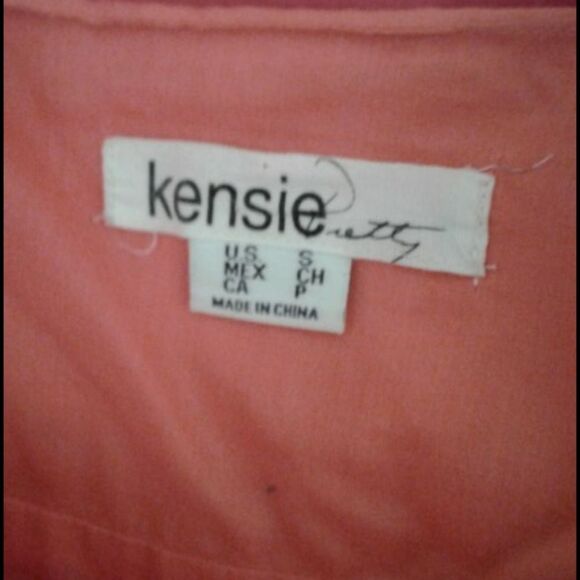 kensie Pretty
U.S. S
MEX CH
CA P
MADE IN CHINA